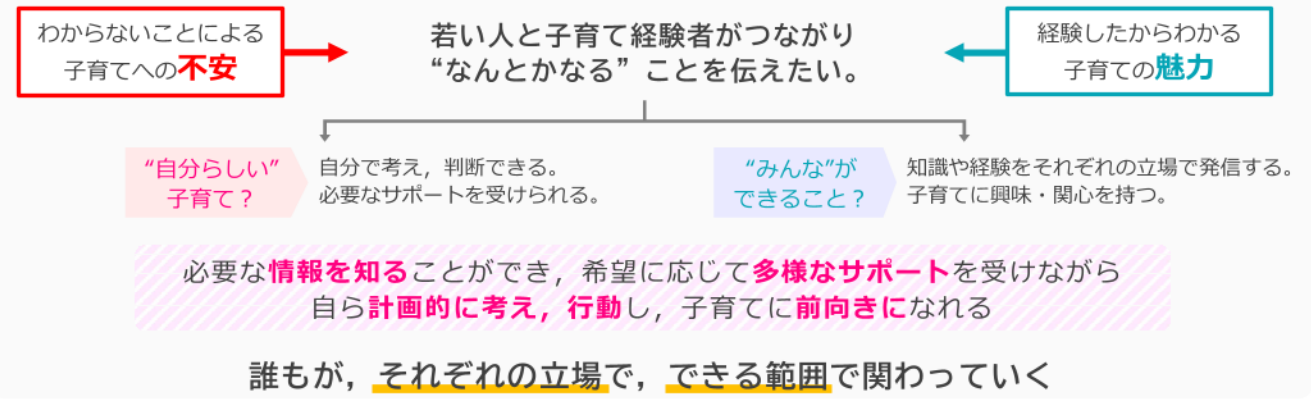 わからないことによる
子育てへの不安
若い人と子育て経験者がつながり
“なんとかなる” ことを伝えたい。
経験したからわかる
子育ての魅力
“自分らしい”
子育て？
自分で考え，判断できる。
必要なサポートを受けられる。
“みんな”が
できること？
知識や経験をそれぞれの立場で発信する。
子育てに興味・関心を持つ。
必要な情報を知ることができ，希望に応じて多様なサポートを受けながら
自ら計画的に考え，行動し，子育てに前向きになれる
誰もが，それぞれの立場で，できる範囲で関わっていく